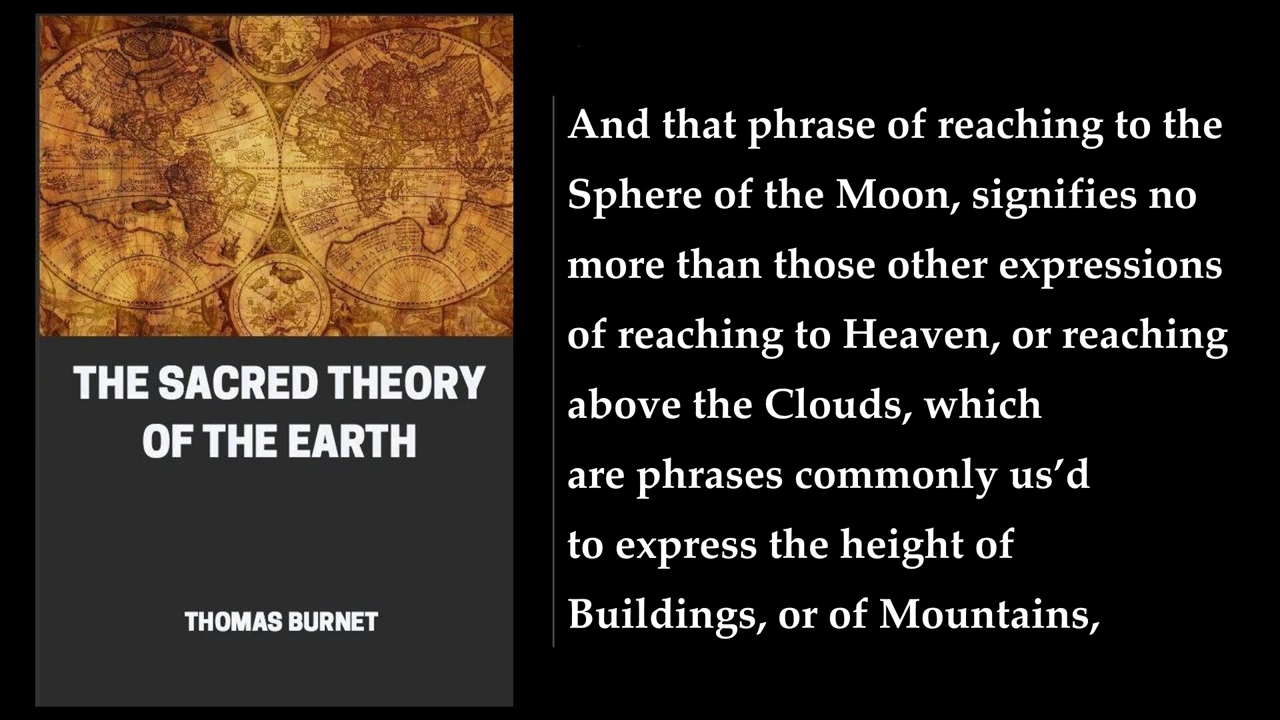 THE SACRED THEORY
OF THE EARTH
THOMAS BURNET
And that phrase of reaching to the
Sphere of the Moon, signifies no
more than those other expressions
of reaching to Heaven, or reaching
above the Clouds, which
are phrases commonly us’d
to express the height of
Buildings, or of Mountains,